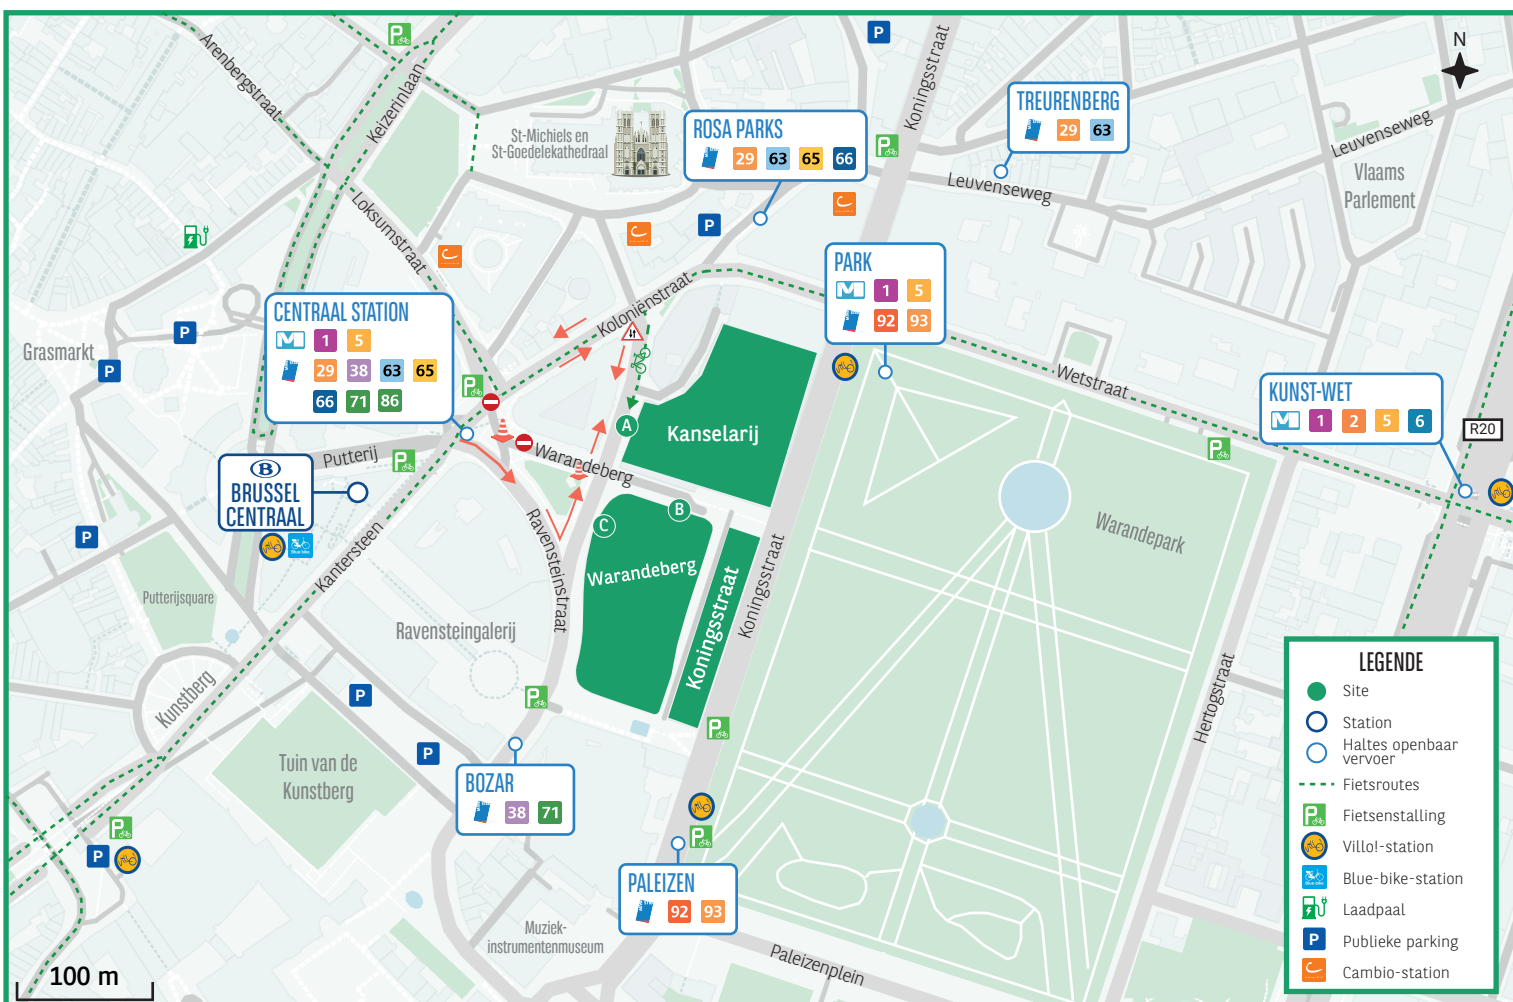 Arenbergstraat
Keizerinlaan
Koningsstraat
N
St-Michiels en
St-Goedelekathedraal
ROSA PARKS
29 63 65 66
TREURENBERG
29 63
Leuvenseweg
Leuvenseweg
Vlaams
Parlement
Loksumstraat
P
P
PARK
M 1 5
92 93
Koloniënstraat
CENTRAAL STATION
M 1 5
29 38 63 65
66 71 86
Grasmarkt
P
P
Wetstraat
KUNST-WET
M 1 2 5 6
R20
A
Kanselarij
Putterij
P
Warandeberg
B
BRUSSEL
CENTRAAL
Blue-bike
P
C
B
Warandeberg
Koningsstraat
Koningsstraat
Warandepark
Ravensteinstraat
Kantersteen
Putterijsquare
Ravensteingalerij
Kunstberg
P
P
P
P
Tuin van de
Kunstberg
BOZAR
38 71
PALEIZEN
92 93
Muziek-
instrumentenmuseum
Paleizenplein
Hertogstraat
P
P
P
100 m
LEGENDE
Site
Station
Haltes openbaar
vervoer
Fietsroutes
P Fietsenstalling
Villo!-station
Blue-bike-station
Laadpaal
P Publieke parking
Cambio-station